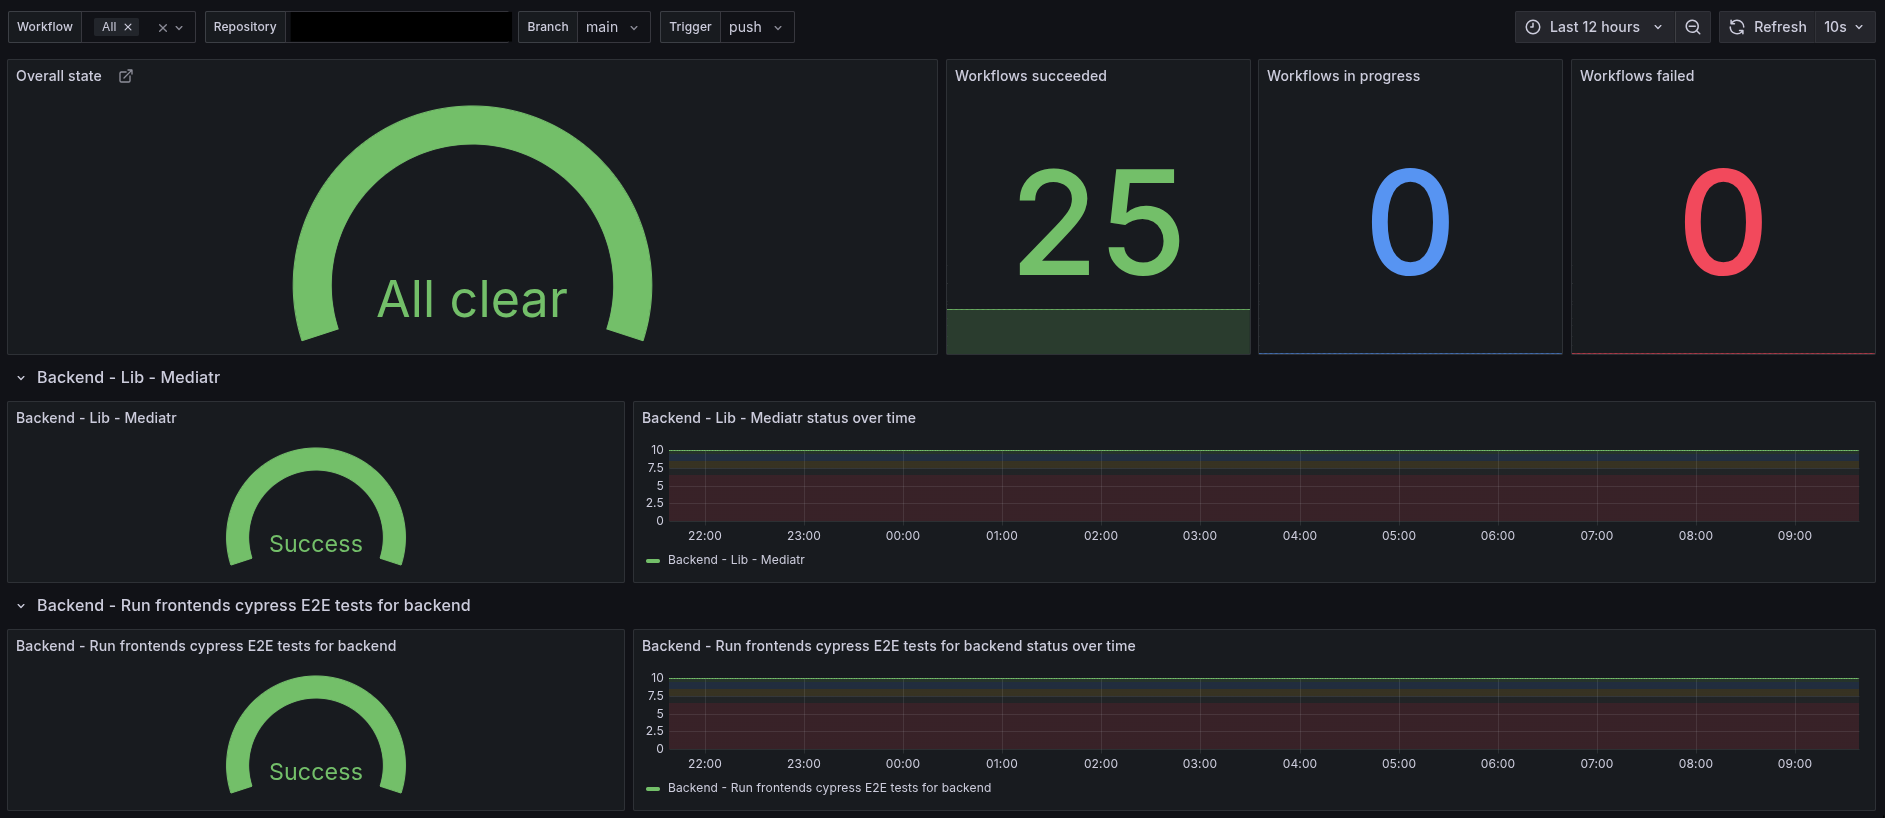 Workflow All Repository Branch main Trigger push Last 12 hours Refresh 10s
Overall state
All clear
Workflows succeeded
25
Workflows in progress
0
Workflows failed
0
Backend - Lib - Mediatr
Backend - Lib - Mediatr
Success
Backend - Lib - Mediatr status over time
10
7.5
5
2.5
0
22:00 23:00 00:00 01:00 02:00 03:00 04:00 05:00 06:00 07:00 08:00 09:00
Backend - Lib - Mediatr
Backend - Run frontends cypress E2E tests for backend
Backend - Run frontends cypress E2E tests for backend
Success
Backend - Run frontends cypress E2E tests for backend status over time
10
7.5
5
2.5
0
22:00 23:00 00:00 01:00 02:00 03:00 04:00 05:00 06:00 07:00 08:00 09:00
Backend - Run frontends cypress E2E tests for backend